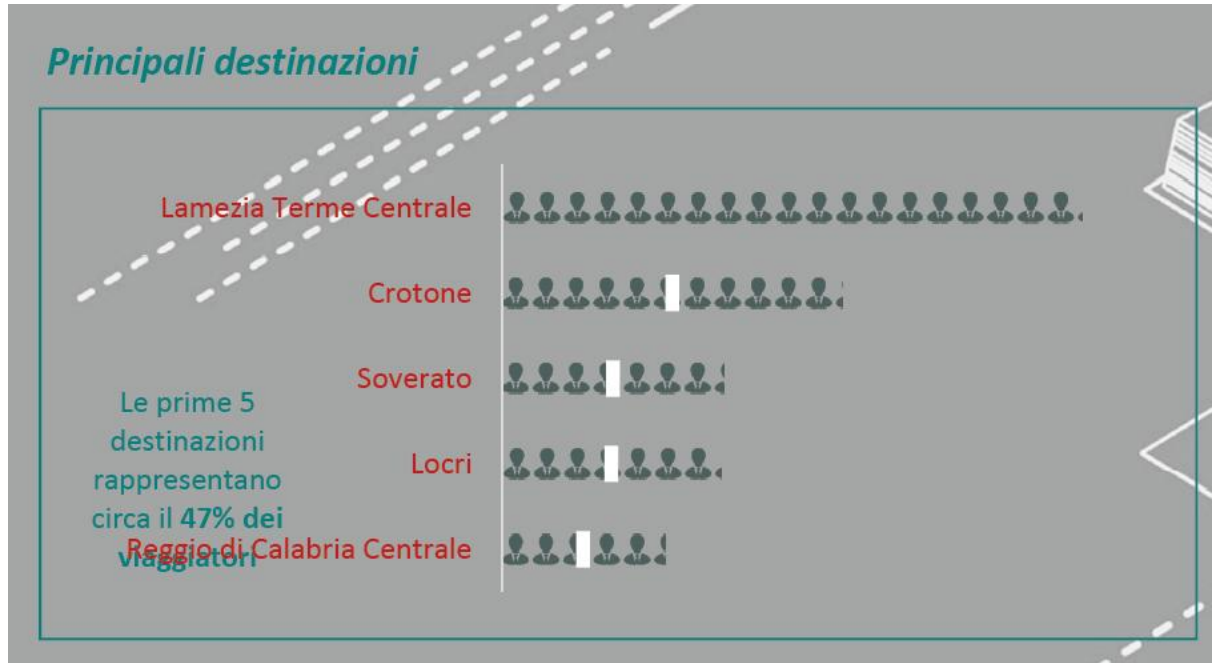 Principali destinazioni
Lamezia Terme Centrale
Crotone
Soverato
Locri
Reggio di Calabria Centrale
Le prime 5
destinazioni
rappresentano
circa il 47% dei
viaggiatori